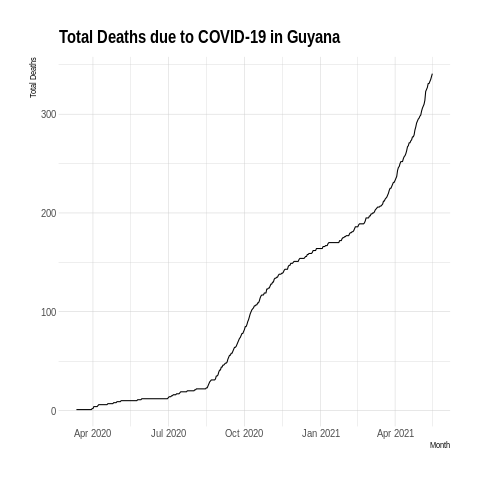 Total Deaths due to COVID-19 in Guyana
Total Deaths
300
200
100
0
Apr 2020 Jul 2020 Oct 2020 Jan 2021 Apr 2021
Month